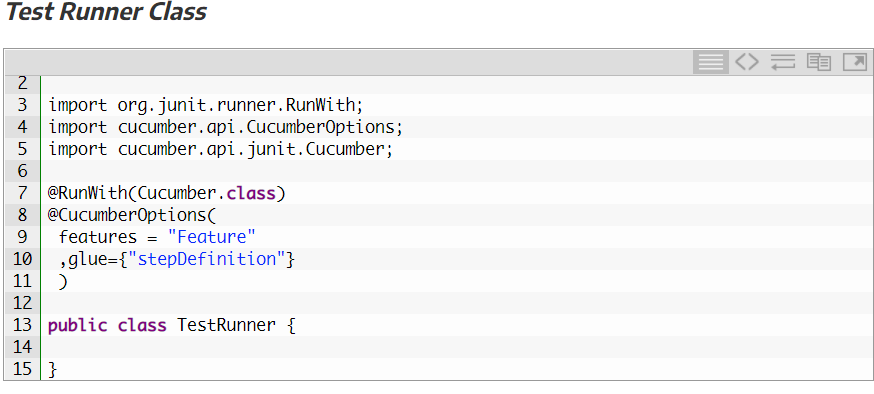 Test Runner Class
2
3 import org.junit.runner.RunWith;
4 import cucumber.api.CucumberOptions;
5 import cucumber.api.junit.Cucumber;
6
7 @RunWith(Cucumber.class)
8 @CucumberOptions(
9  features = "Feature"
10  ,glue={"stepDefinition"}
11  )
12
13 public class TestRunner {
14
15 }